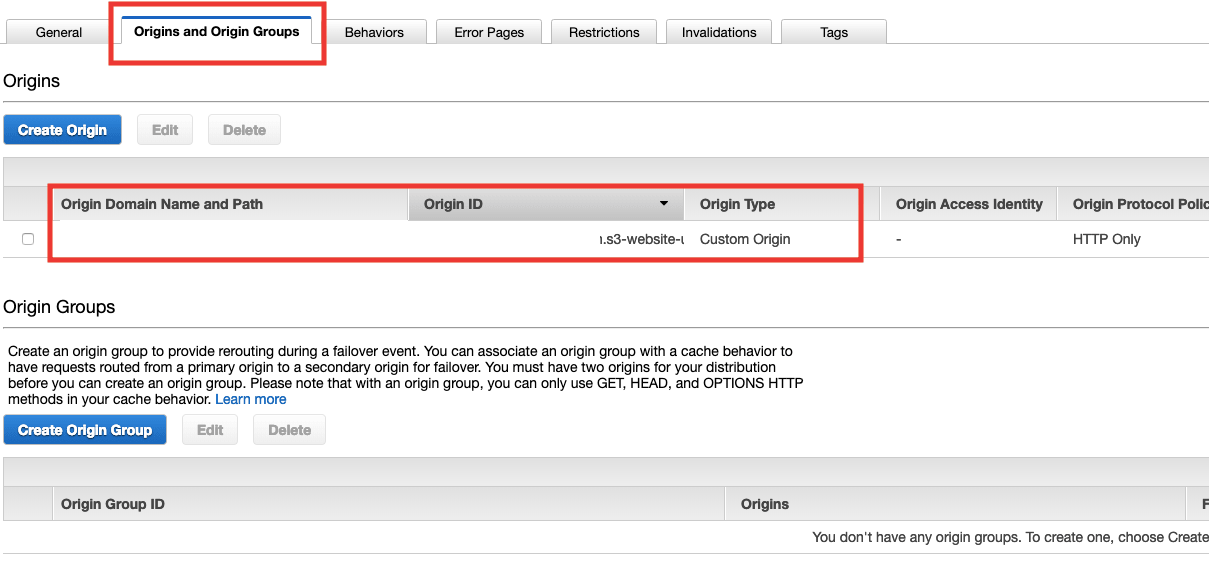 General
Origins and Origin Groups
Behaviors
Error Pages
Restrictions
Invalidations
Tags
Origins
Create Origin
Edit
Delete
Origin Domain Name and Path
Origin ID
Origin Type
Origin Access Identity
Origin Protocol Polic
.s3-website-
Custom Origin
-
HTTP Only
Origin Groups
Create an origin group to provide rerouting during a failover event. You can associate an origin group with a cache behavior to
have requests routed from a primary origin to a secondary origin for failover. You must have two origins for your distribution
before you can create an origin group. Please note that with an origin group, you can only use GET, HEAD, and OPTIONS HTTP
methods in your cache behavior. Learn more
Create Origin Group
Edit
Delete
Origin Group ID
Origins
F
You don't have any origin groups. To create one, choose Create